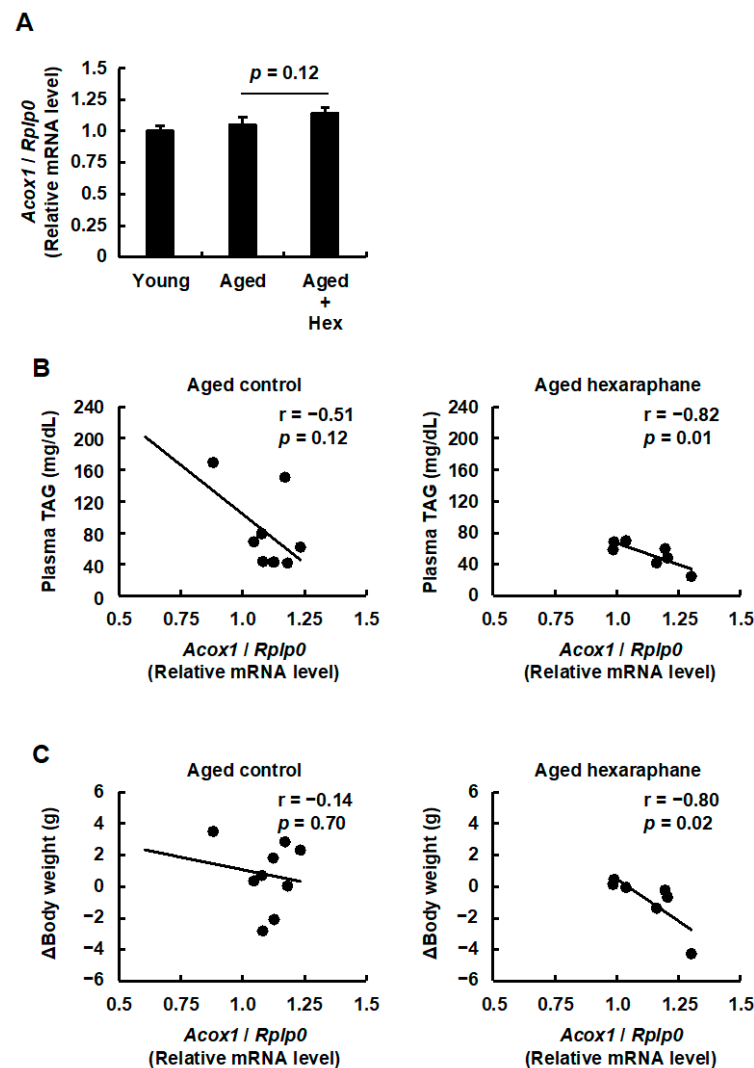 A
Acox1 / Rplp0
(Relative mRNA level)
1.5
1.25
1.0
0.75
0.5
0.25
0
p = 0.12
Young
Aged
Aged
+
Hex
B
Aged control
r = −0.51
p = 0.12
Plasma TAG (mg/dL)
240
200
160
120
80
40
0
0.5
0.75
1.0
1.25
1.5
Acox1 / Rplp0
(Relative mRNA level)
Aged hexaraphane
r = −0.82
p = 0.01
Plasma TAG (mg/dL)
240
200
160
120
80
40
0
0.5
0.75
1.0
1.25
1.5
Acox1 / Rplp0
(Relative mRNA level)
C
Aged control
r = −0.14
p = 0.70
ΔBody weight (g)
6
4
2
0
−2
−4
−6
0.5
0.75
1.0
1.25
1.5
Acox1 / Rplp0
(Relative mRNA level)
Aged hexaraphane
r = −0.80
p = 0.02
ΔBody weight (g)
6
4
2
0
−2
−4
−6
0.5
0.75
1.0
1.25
1.5
Acox1 / Rplp0
(Relative mRNA level)